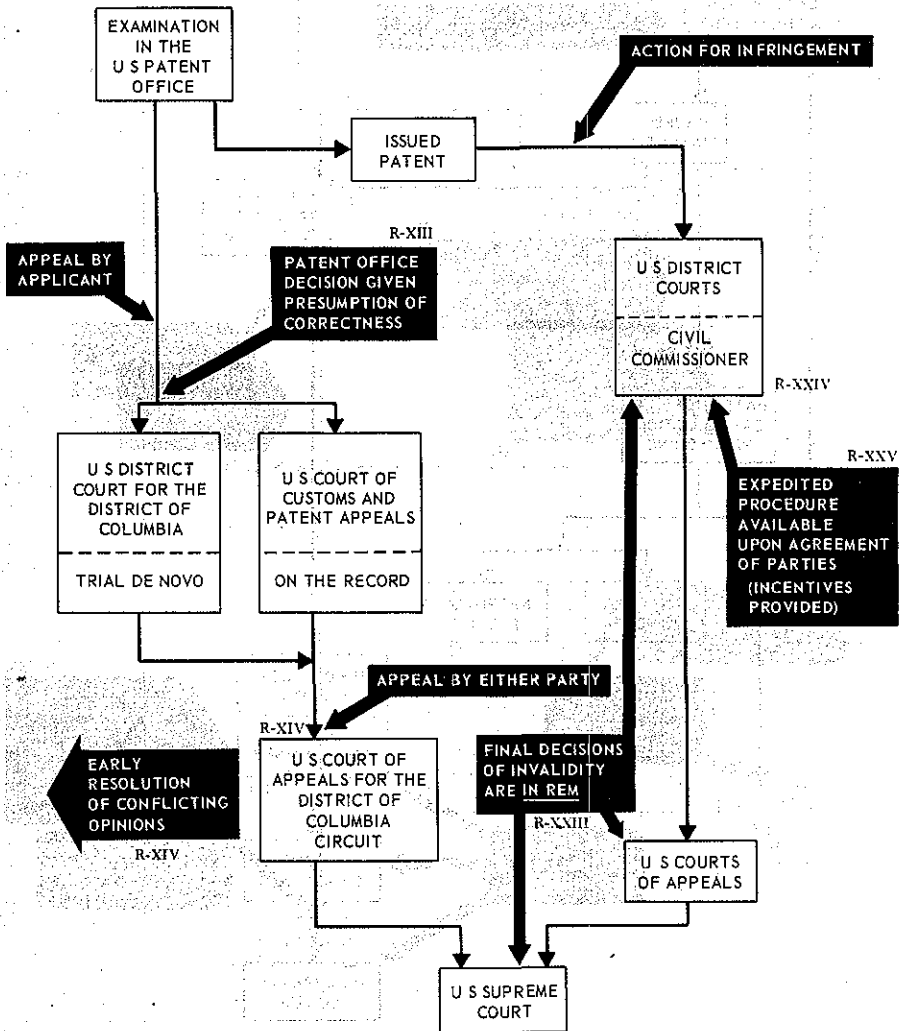 EXAMINATION
IN THE
U S PATENT
OFFICE
ACTION FOR INFRINGEMENT
ISSUED
PATENT
R-XIII
APPEAL BY
APPLICANT
PATENT OFFICE
DECISION GIVEN
PRESUMPTION OF
CORRECTNESS
U S DISTRICT
COURTS
CIVIL
COMMISSIONER
R-XXIV
U S DISTRICT
COURT FOR THE
DISTRICT OF
COLUMBIA
TRIAL DE NOVO
U S COURT OF
CUSTOMS AND
PATENT APPEALS
ON THE RECORD
R-XXV
EXPEDITED
PROCEDURE
AVAILABLE
UPON AGREEMENT
OF PARTIES
(INCENTIVES
PROVIDED)
APPEAL BY EITHER PARTY
R-XIV
EARLY
RESOLUTION
OF CONFLICTING
OPINIONS
R-XIV
U S COURT OF
APPEALS FOR THE
DISTRICT OF
COLUMBIA
CIRCUIT
FINAL DECISIONS
OF INVALIDITY
ARE IN REM
R-XXIII
U S COURTS
OF APPEALS
U S SUPREME
COURT